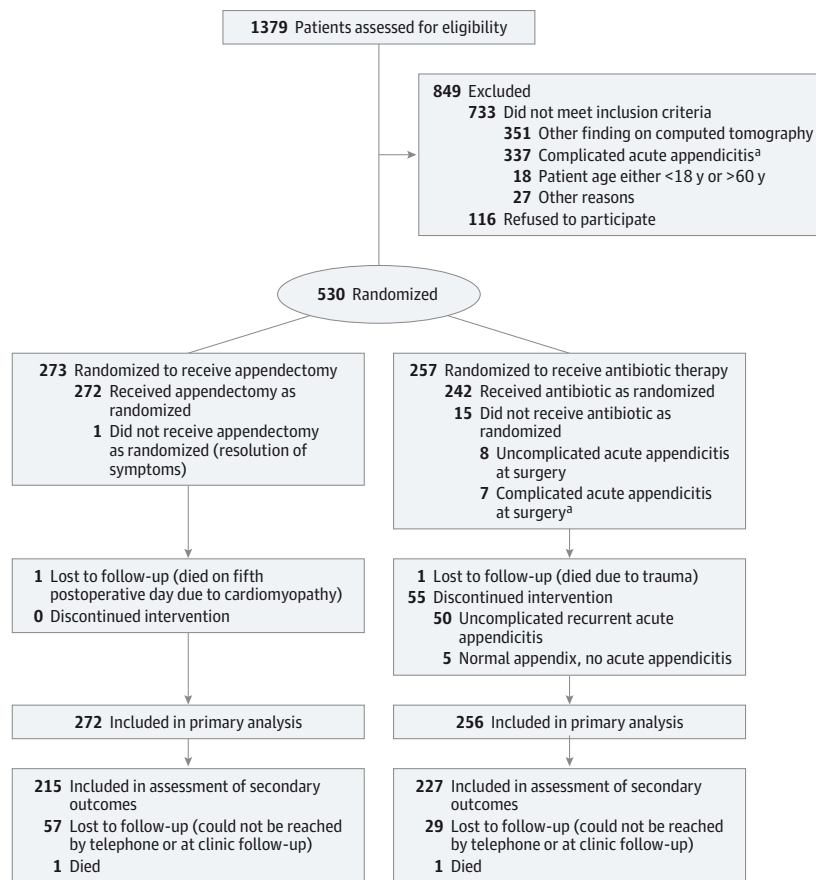 1379 Patients assessed for eligibility
849 Excluded
733 Did not meet inclusion criteria
351 Other finding on computed tomography
337 Complicated acute appendicitisa
18 Patient age either <18 y or >60 y
27 Other reasons
116 Refused to participate
530 Randomized
273 Randomized to receive appendectomy
272 Received appendectomy as
randomized
1 Did not receive appendectomy
as randomized (resolution of
symptoms)
257 Randomized to receive antibiotic therapy
242 Received antibiotic as randomized
15 Did not receive antibiotic as
randomized
8 Uncomplicated acute appendicitis
at surgery
7 Complicated acute appendicitis
at surgerya
1 Lost to follow-up (died on fifth
postoperative day due to cardiomyopathy)
0 Discontinued intervention
1 Lost to follow-up (died due to trauma)
55 Discontinued intervention
50 Uncomplicated recurrent acute
appendicitis
5 Normal appendix, no acute appendicitis
272 Included in primary analysis
256 Included in primary analysis
215 Included in assessment of secondary
outcomes
57 Lost to follow-up (could not be reached
by telephone or at clinic follow-up)
1 Died
227 Included in assessment of secondary
outcomes
29 Lost to follow-up (could not be reached
by telephone or at clinic follow-up)
1 Died